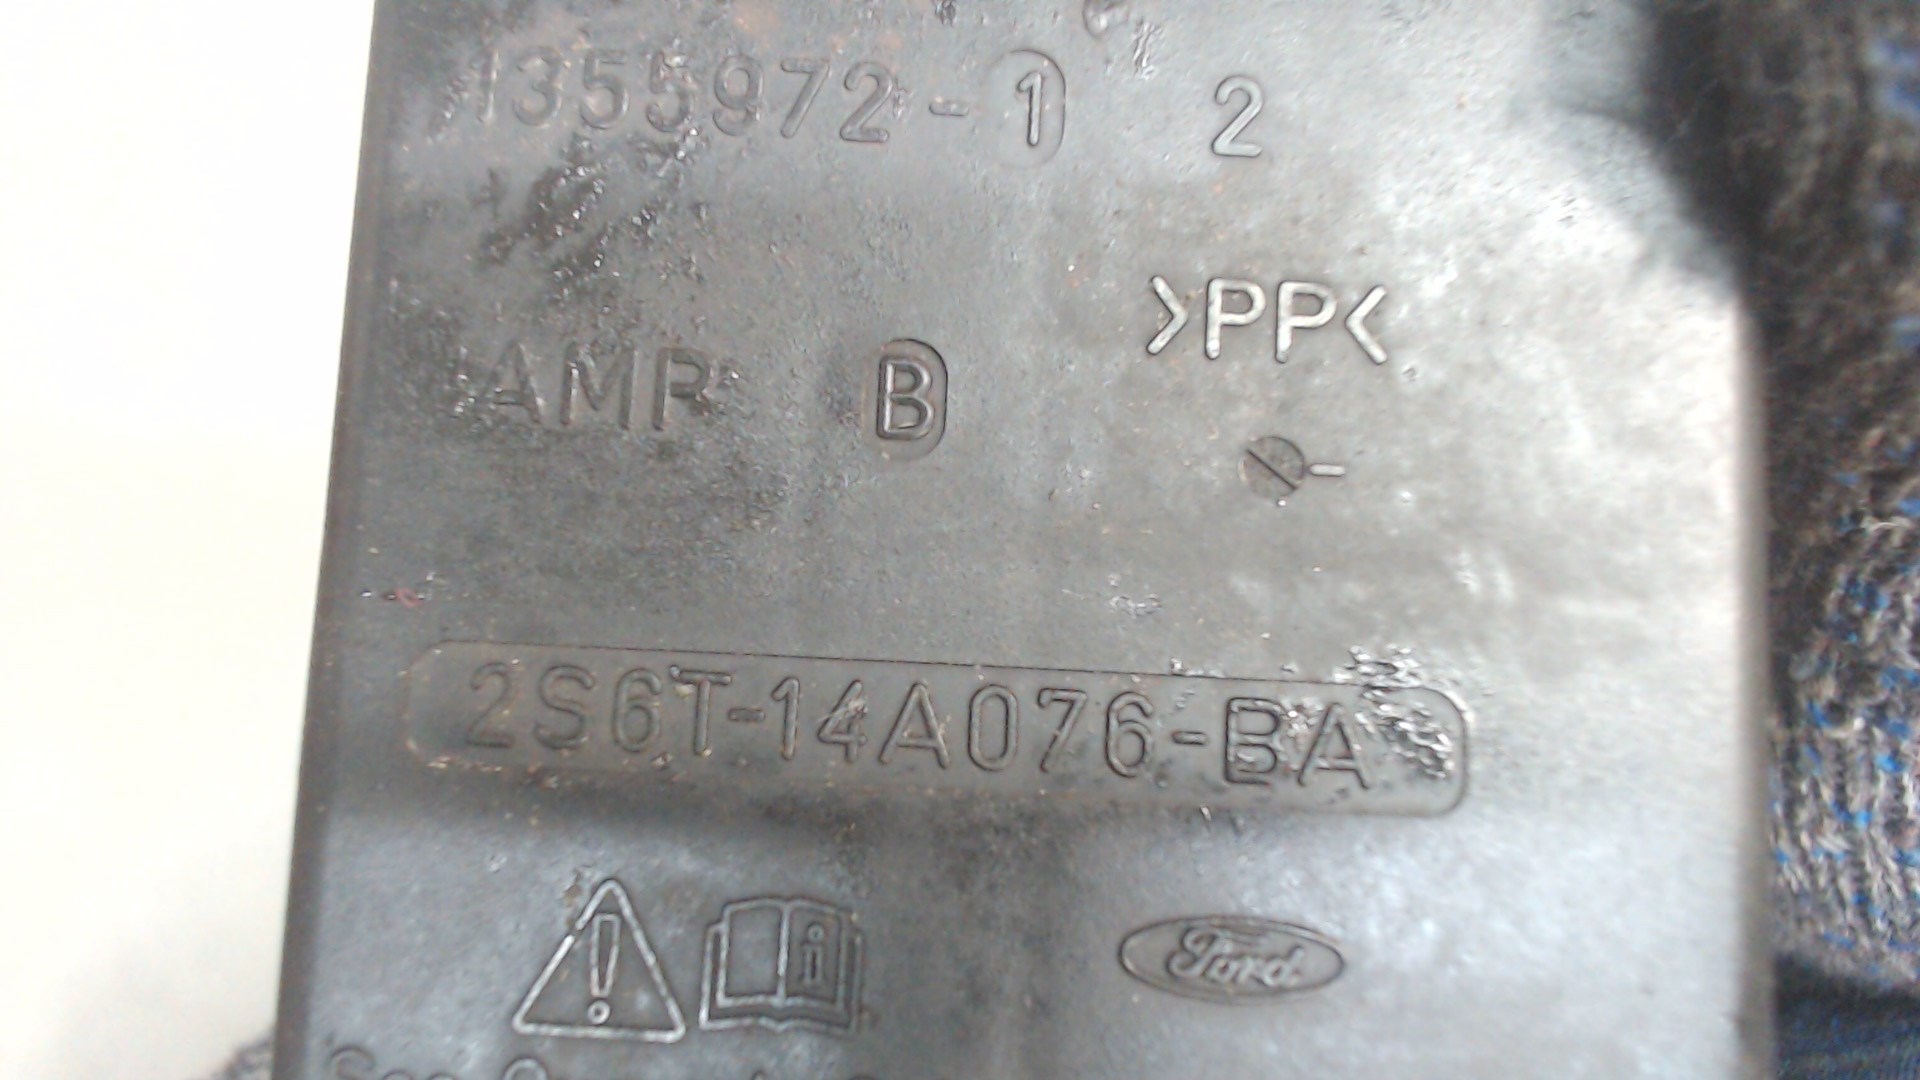 1355972-1 2
>PP<
AMP B
2S6T-14A076-BA
Ford